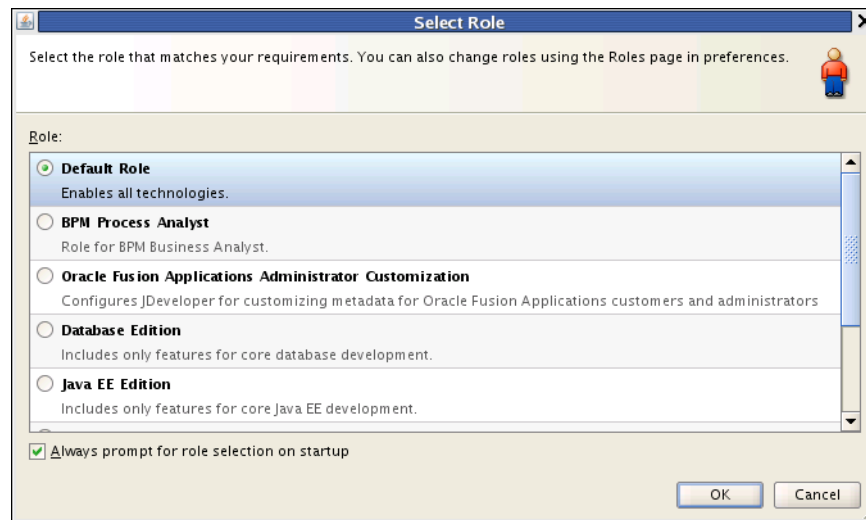 Select Role
Select the role that matches your requirements. You can also change roles using the Roles page in preferences.
Role:
Default Role
Enables all technologies.
BPM Process Analyst
Role for BPM Business Analyst.
Oracle Fusion Applications Administrator Customization
Configures JDeveloper for customizing metadata for Oracle Fusion Applications customers and administrators
Database Edition
Includes only features for core database development.
Java EE Edition
Includes only features for core Java EE development.
Always prompt for role selection on startup
OK Cancel